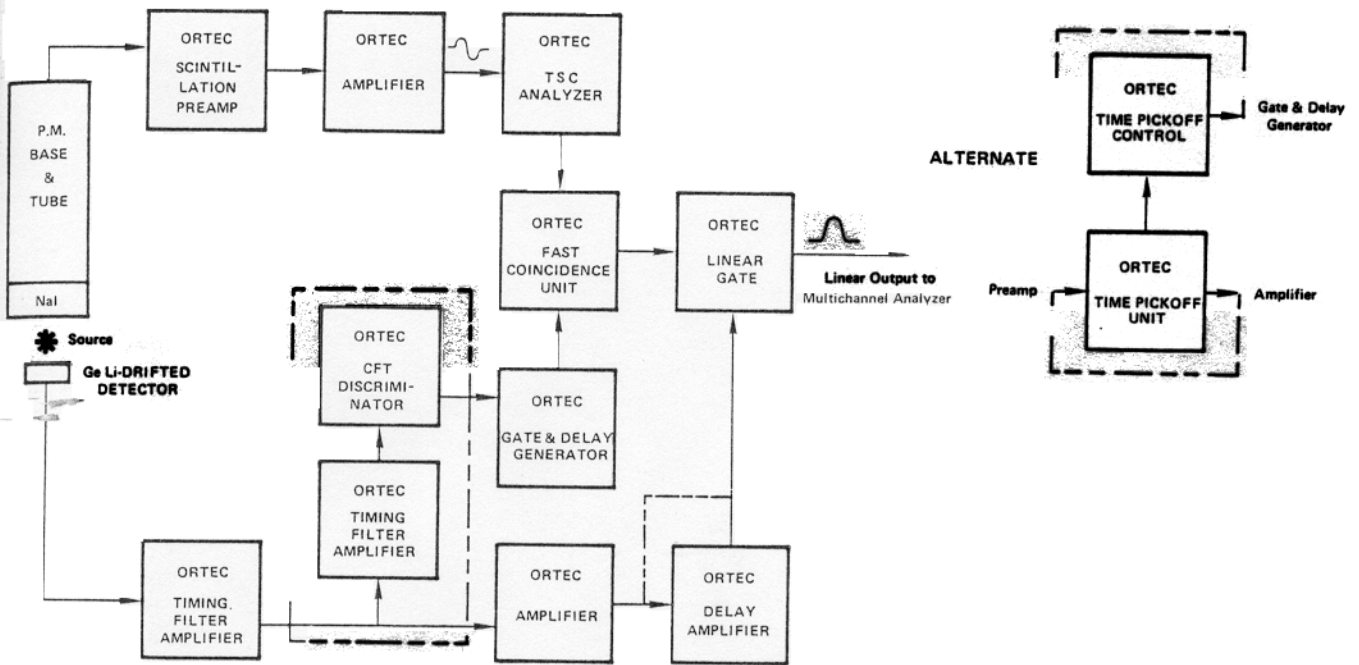 ORTEC
SCINTIL-
LATION
PREAMP
ORTEC
AMPLIFIER
ORTEC
TSC
ANALYZER
P.M.
BASE
&
TUBE
NaI
Source
Ge Li-DRIFTED
DETECTOR
ORTEC
FAST
COINCIDENCE
UNIT
ORTEC
LINEAR
GATE
Linear Output to
Multichannel Analyzer
ORTEC
CFT
DISCRIMI-
NATOR
ORTEC
GATE & DELAY
GENERATOR
ORTEC
TIMING
FILTER
AMPLIFIER
ORTEC
TIMING.
FILTER
AMPLIFIER
ORTEC
AMPLIFIER
ORTEC
DELAY
AMPLIFIER
ALTERNATE
ORTEC
TIME PICKOFF
CONTROL
Gate & Delay
Generator
Preamp
ORTEC
TIME PICKOFF
UNIT
Amplifier